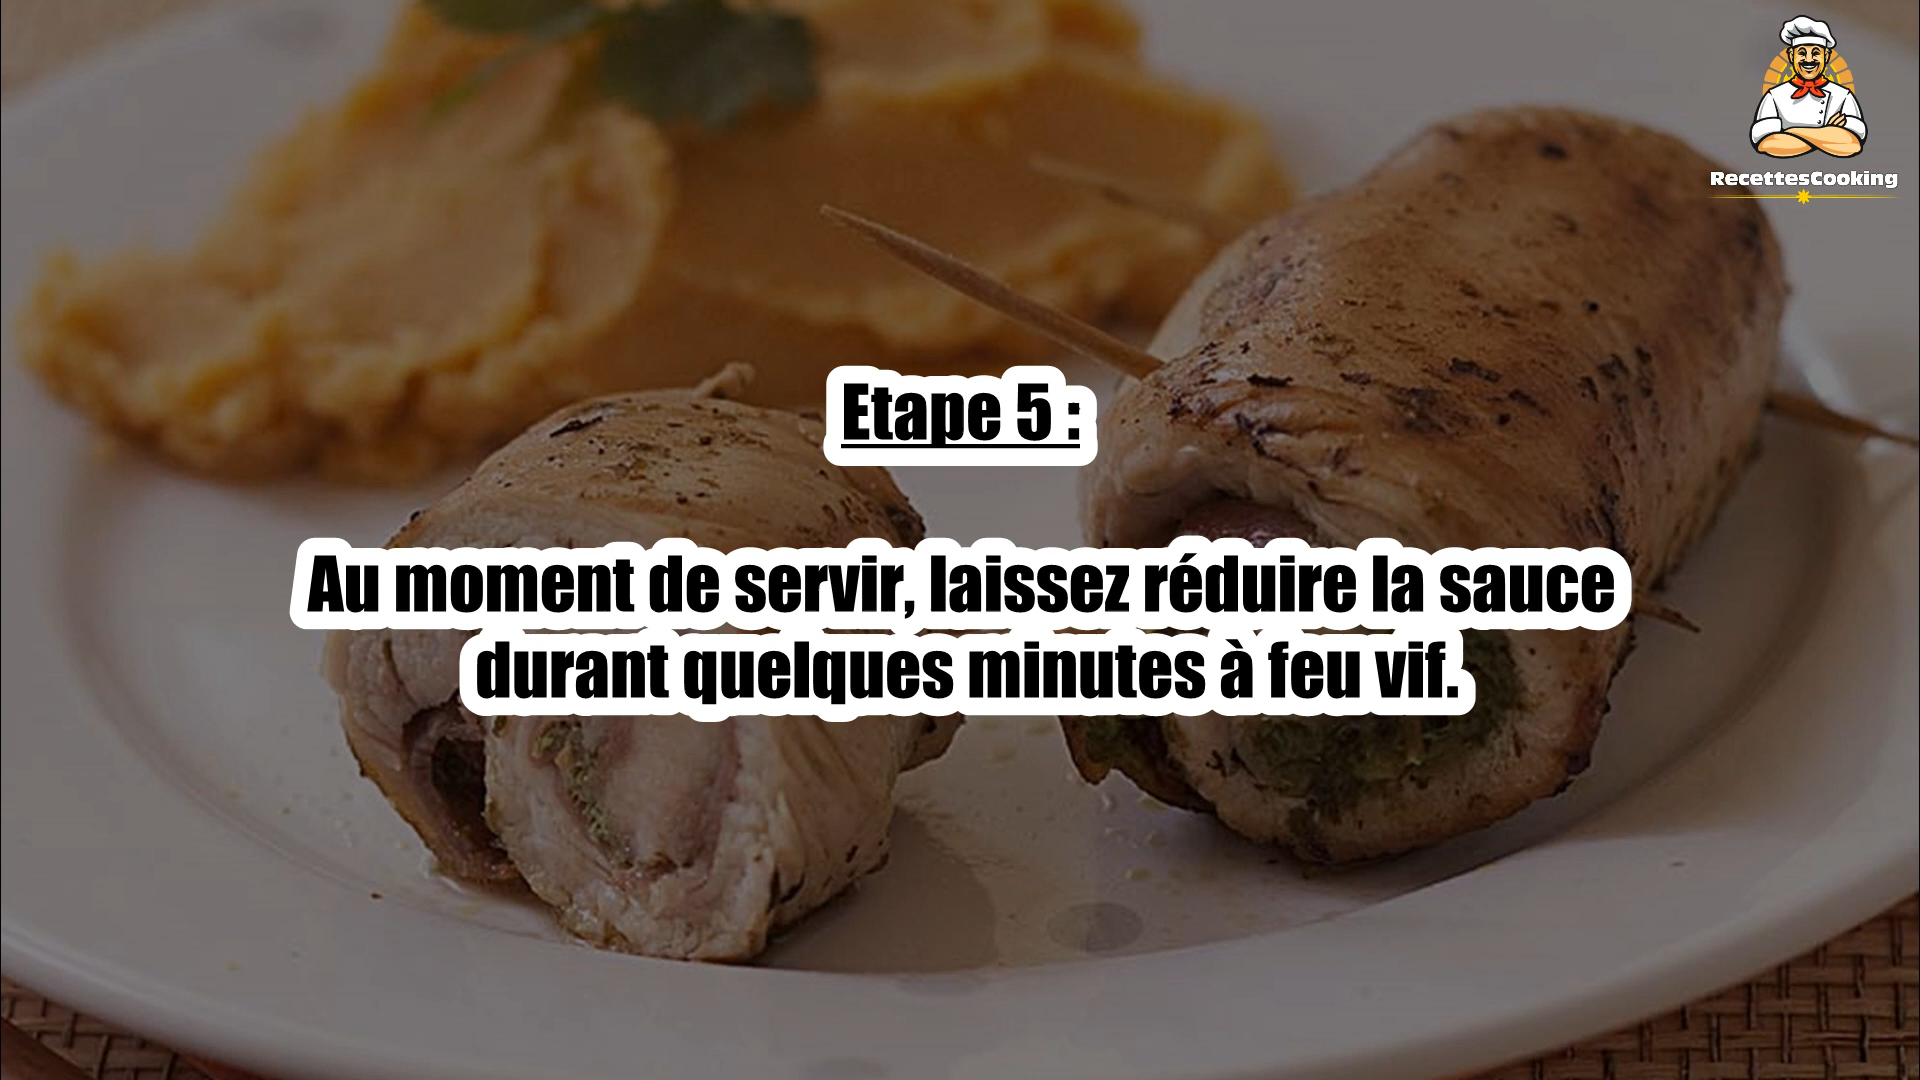 RecettesCooking
Etape 5 :
Au moment de servir, laissez réduire la sauce
durant quelques minutes à feu vif.